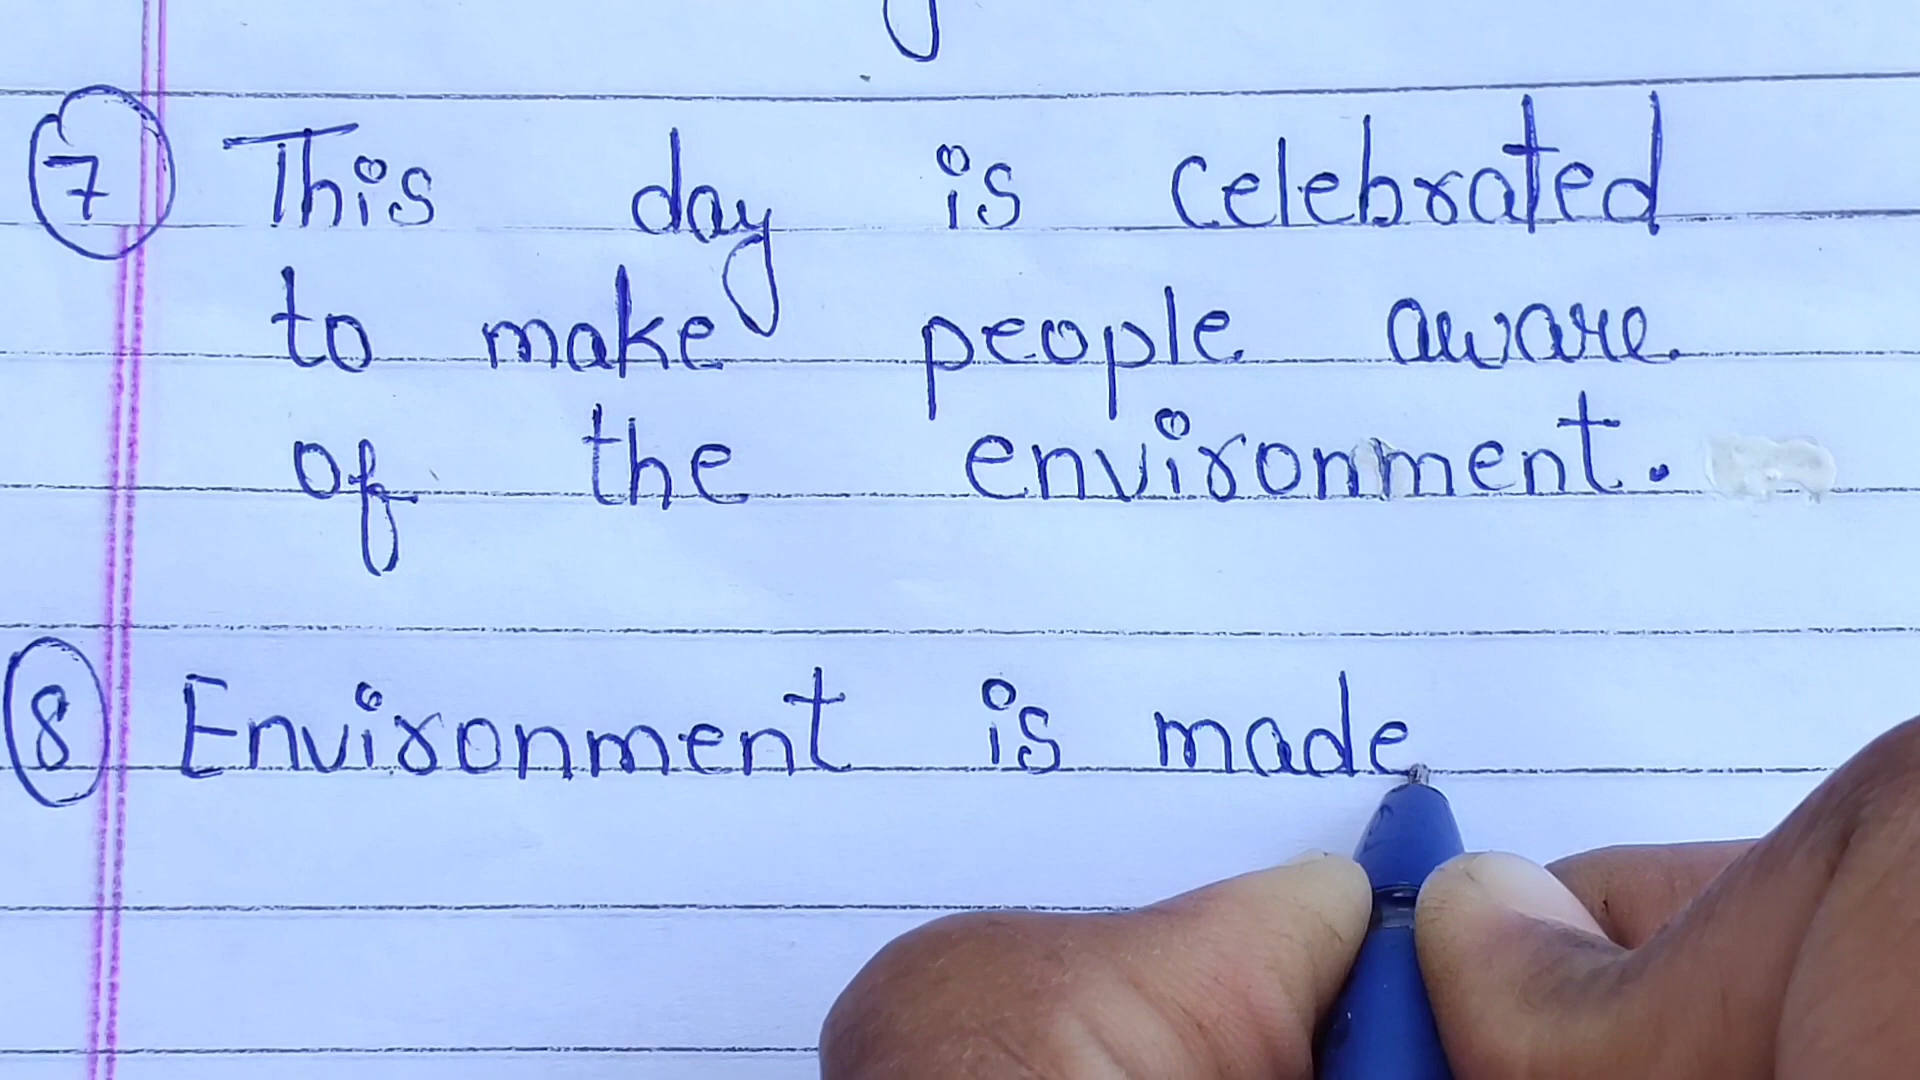 7 This day is celebrated
to make people aware
of the environment.
8 Environment is made